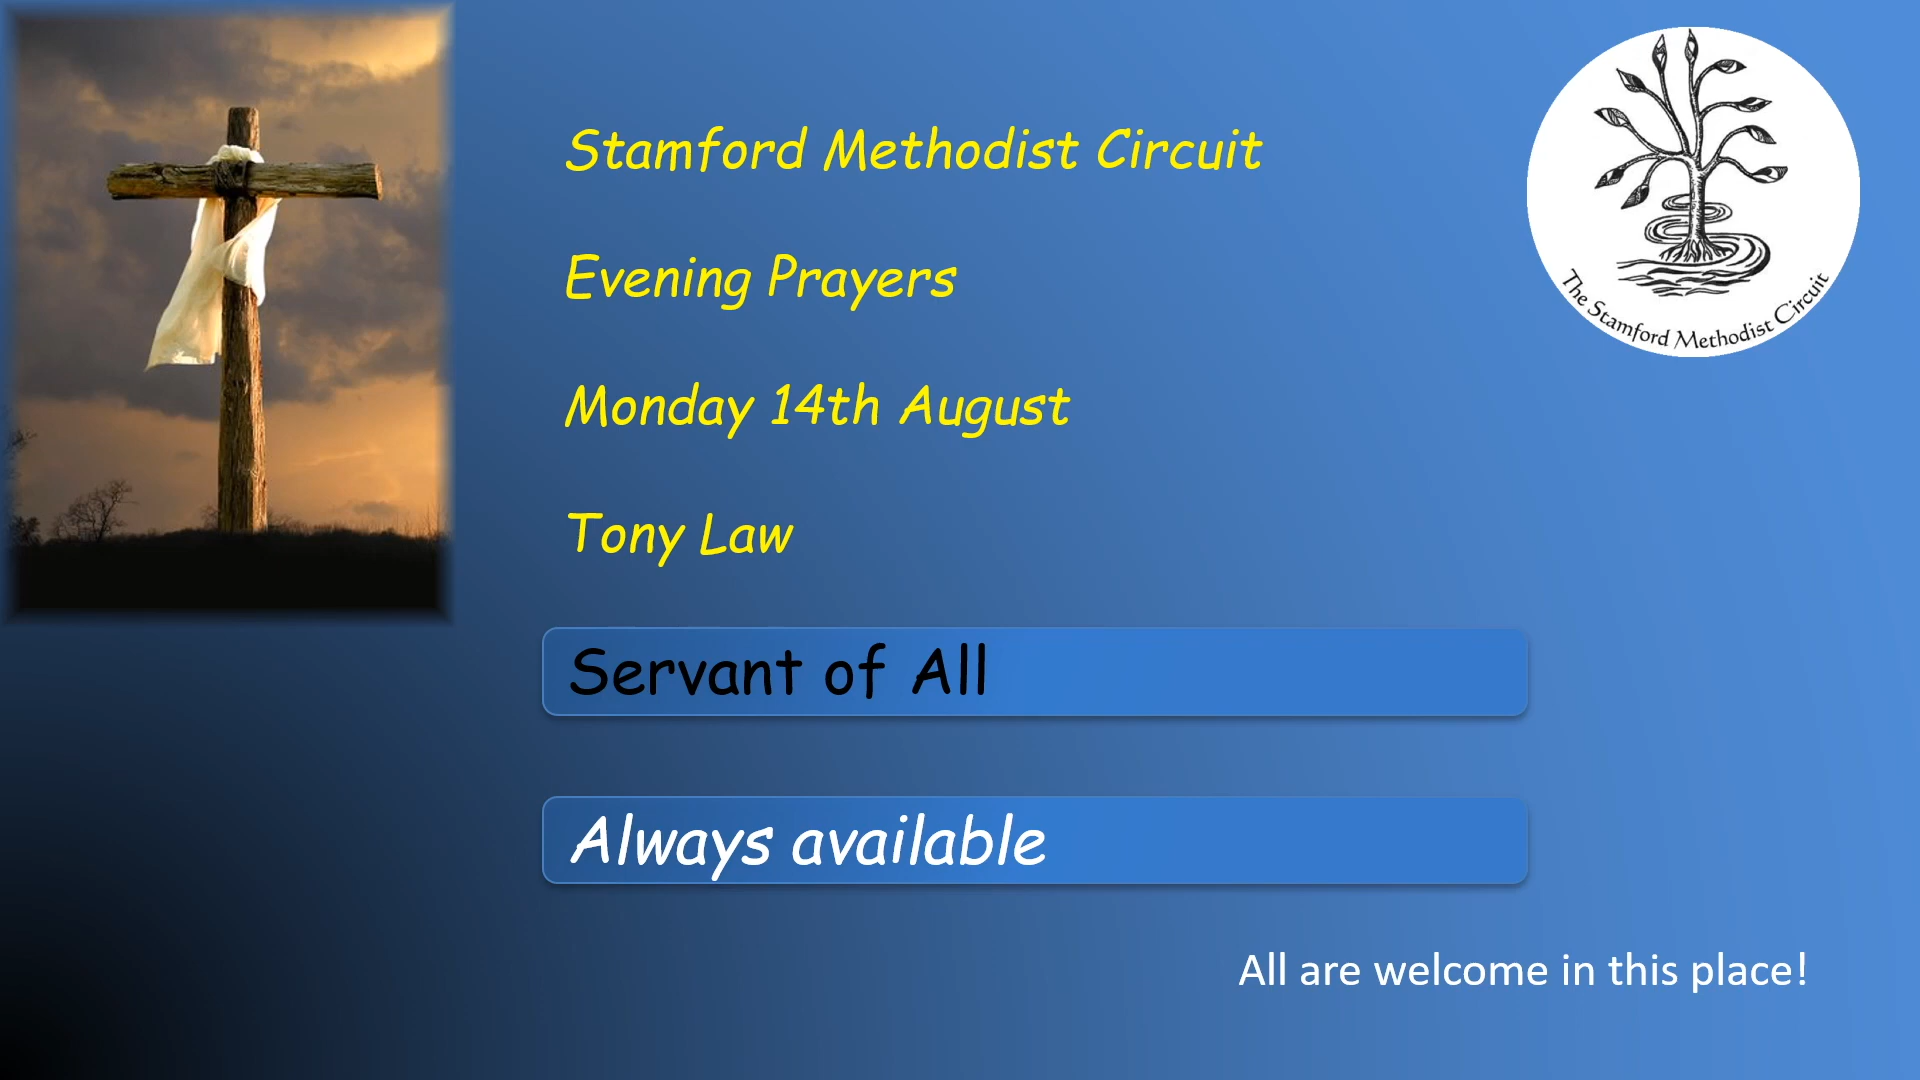 Stamford Methodist Circuit
Evening Prayers
Monday 14th August
Tony Law
Servant of All
Always available
All are welcome in this place!
The Stamford Methodist Circuit